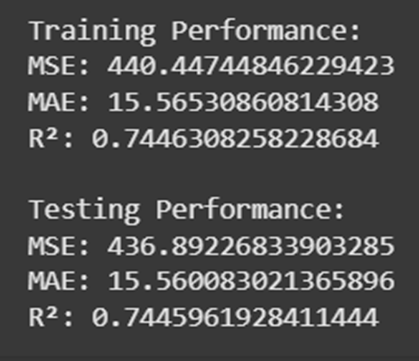 Training Performance:
MSE: 440.44744846229423
MAE: 15.56530860814308
R²: 0.7446308258228684
Testing Performance:
MSE: 436.89226833903285
MAE: 15.560083021365896
R²: 0.7445961928411444